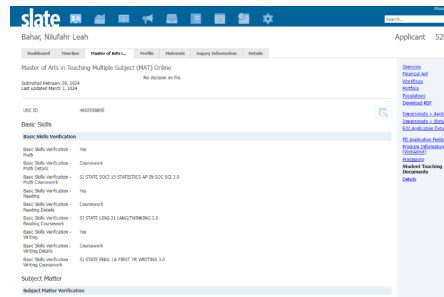 slate
Search...
Bahar, Nilufahr Leah
Applicant 52
Dashboard Timeline Master of Arts i... Profile Materials Inquiry Information Details
Master of Arts in Teaching Multiple Subject (MAT) Online
No decision on file.
Submitted February 29, 2024
Last updated March 1, 2024
USC ID
Basic Skills
Basic Skills Verification
Basic Skills Verification - Math Yes
Basic Skills Verification - Math Details Coursework
Basic Skills Verification - Math Coursework SJ STATE SOCI 15 STATISTICS AP IN SOC SCI 3.0
Basic Skills Verification - Reading Yes
Basic Skills Verification - Reading Details Coursework
Basic Skills Verification - Reading Coursework SJ STATE LING 21 LANG/THINKING 3.0
Basic Skills Verification - Writing Yes
Basic Skills Verification - Writing Details Coursework
Basic Skills Verification - Writing Coursework SJ STATE ENGL 1A FIRST YR WRITING 3.0
Subject Matter
Subject Matter Verification
Overview
Financial Aid
Workflows
Portfolio
Populations
Download PDF
Impersonate > Appli
Impersonate > Statu
Edit Application Deta
PD Application Fields
Program Information (WebAdmit)
Processing
Student Teaching Documents
Details